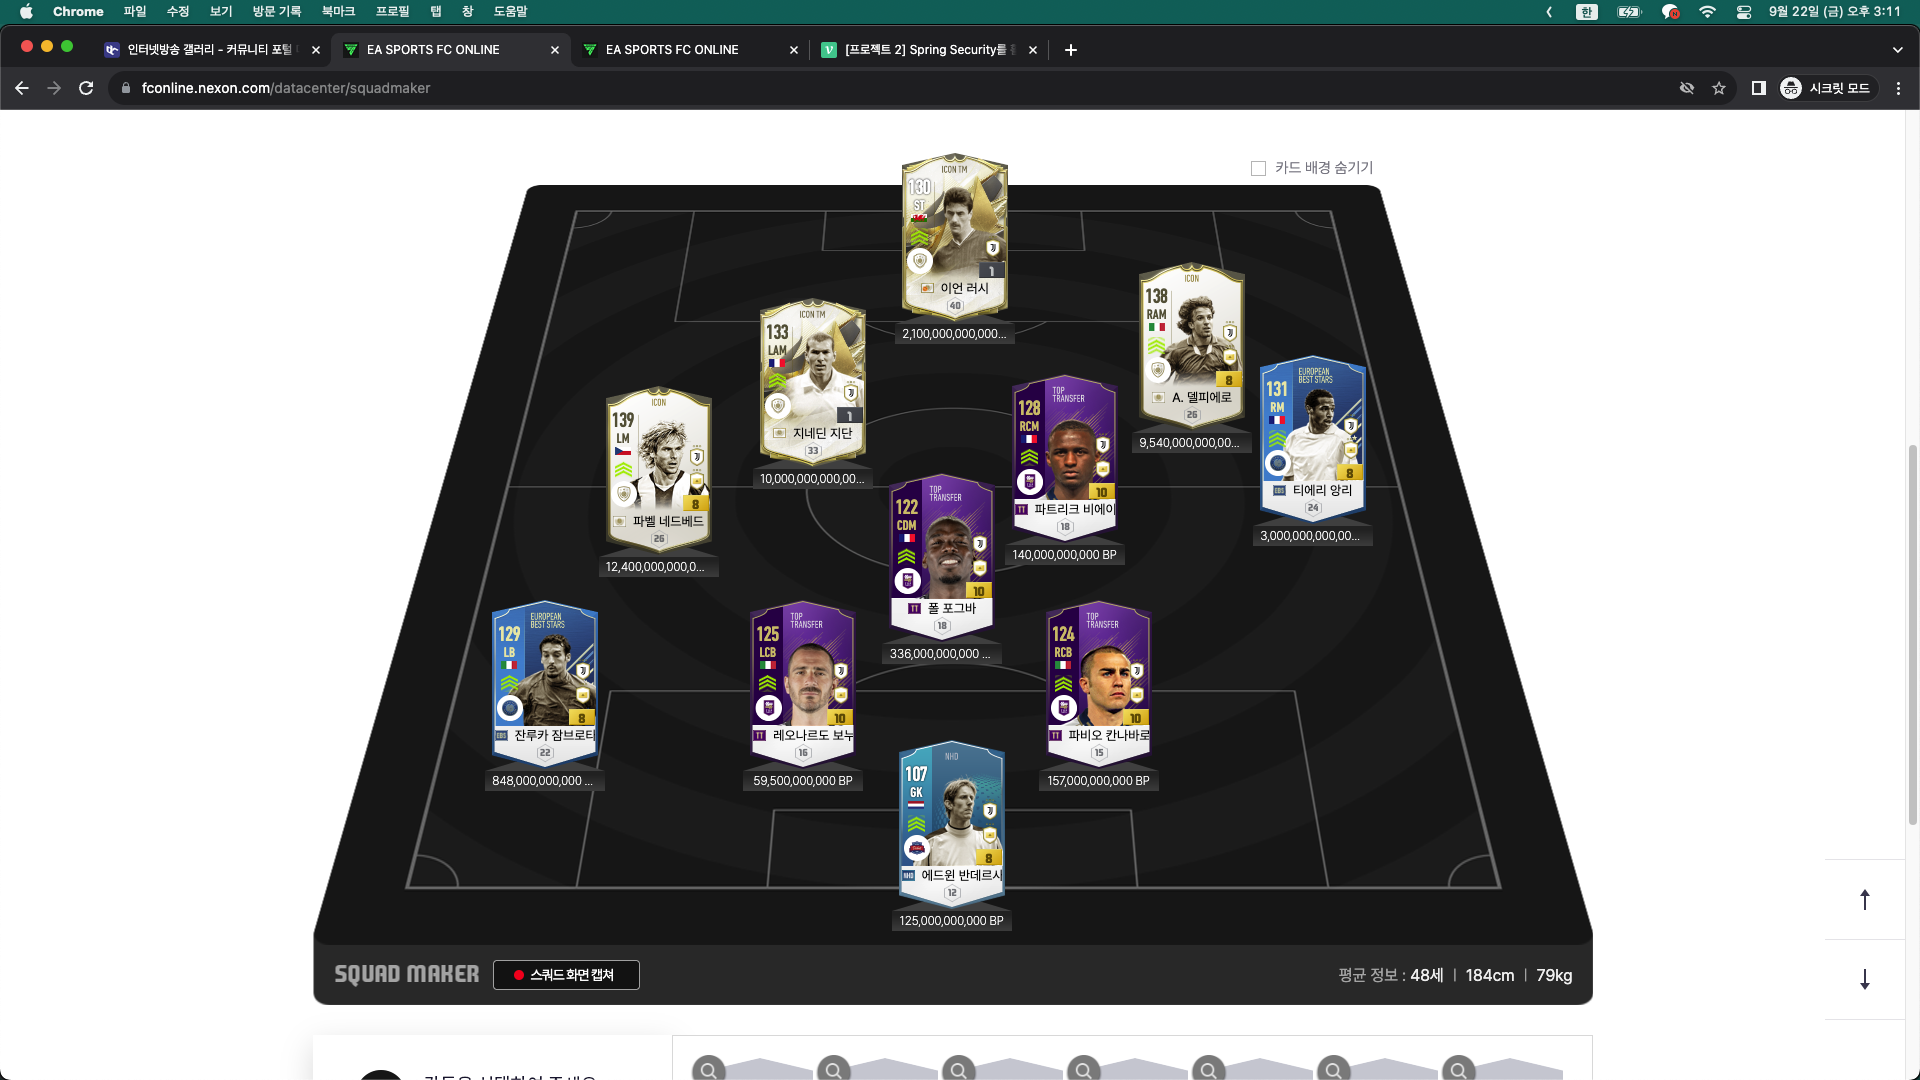 Chrome 파일 수정 보기 방문 기록 북마크 프로필 탭 창 도움말 한 9월 22일 (금) 오후 3:11
인터넷방송 갤러리 - 커뮤니티 포털 EA SPORTS FC ONLINE EA SPORTS FC ONLINE [프로젝트 2] Spring Security를
fconline.nexon.com/datacenter/squadmaker 시크릿 모드
카드 배경 숨기기
ICON TM
130
ST
1
이언 러시
40
2,100,000,000,000...
ICON
138
RAM
8
A. 델피에로
26
9,540,000,000,00...
ICON TM
133
LAM
1
지네딘 지단
33
10,000,000,000,00...
EUROPEAN
BEST STARS
131
RM
8
EBS 티에리 앙리
24
3,000,000,000,00...
TOP
TRANSFER
128
RCM
10
TT 파트리크 비에이
18
140,000,000,000 BP
ICON
139
LM
8
파벨 네드베드
26
12,400,000,000,0...
TOP
TRANSFER
122
CDM
10
TT 폴 포그바
18
336,000,000,000 ...
EUROPEAN
BEST STARS
129
LB
8
EBS 잔루카 잠브로티
22
848,000,000,000 ...
TOP
TRANSFER
125
LCB
10
TT 레오나르도 보누
16
59,500,000,000 BP
TOP
TRANSFER
124
RCB
10
TT 파비오 칸나바로
15
157,000,000,000 BP
NHD
107
GK
8
NHD 에드윈 반데르시
12
125,000,000,000 BP
SQUAD MAKER 스쿼드 화면 캡쳐 평균 정보 : 48세 | 184cm | 79kg